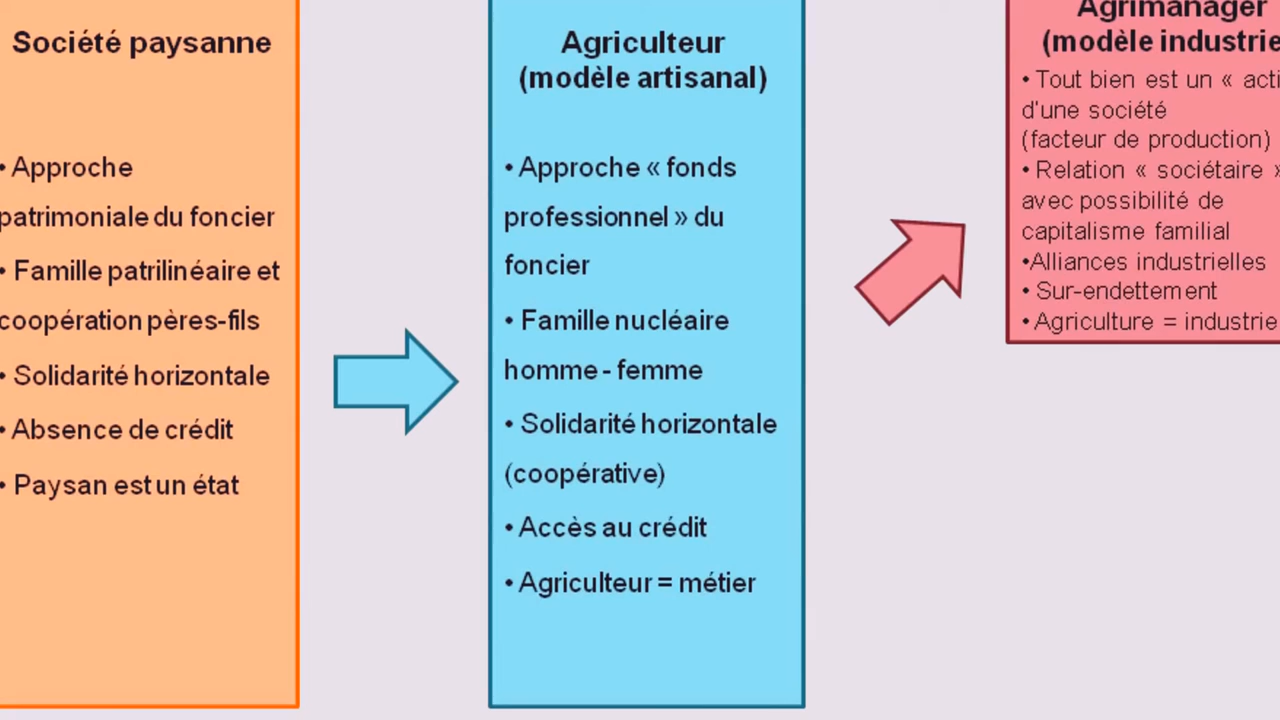 Société paysanne
• Approche
patrimoniale du foncier
• Famille patrilinéaire et
coopération pères-fils
• Solidarité horizontale
• Absence de crédit
• Paysan est un état
Agriculteur
(modèle artisanal)
• Approche « fonds
professionnel » du
foncier
• Famille nucléaire
homme - femme
• Solidarité horizontale
(coopérative)
• Accès au crédit
• Agriculteur = métier
Agrimanager
(modèle industrie
• Tout bien est un « acti
d'une société
(facteur de production)
• Relation « sociétaire »
avec possibilité de
capitalisme familial
•Alliances industrielles
• Sur-endettement
• Agriculture = industrie